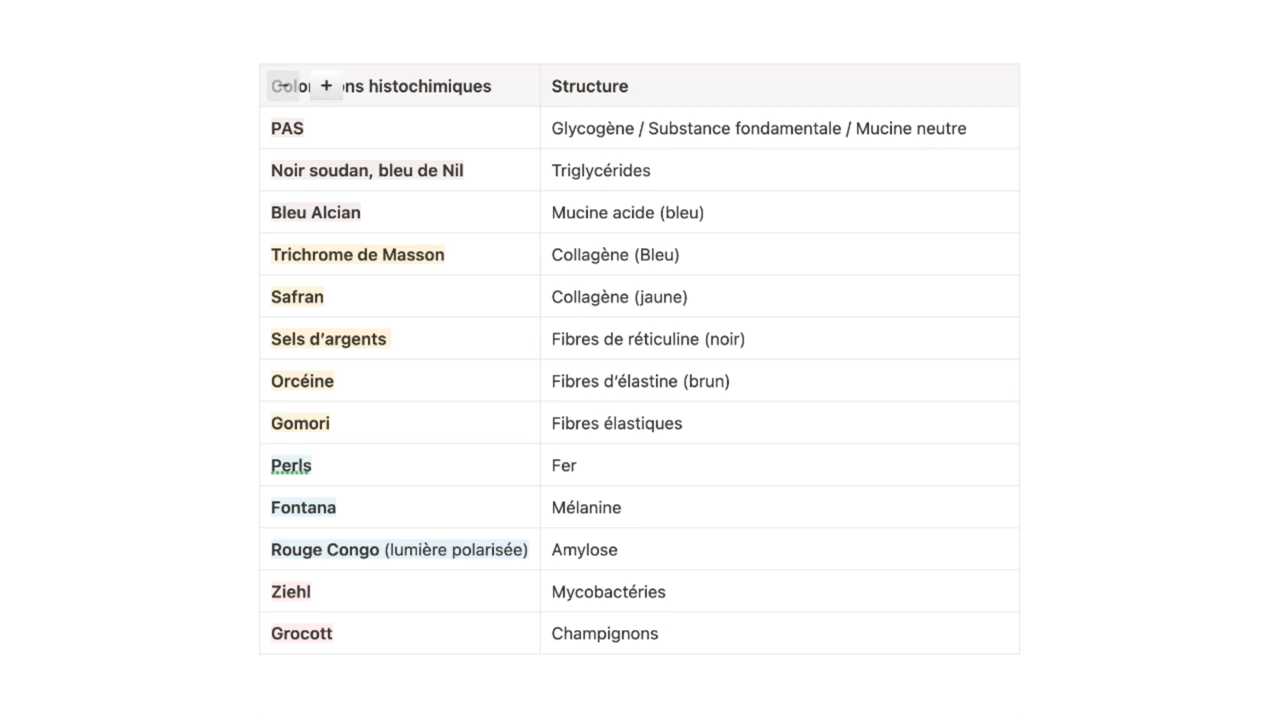 Colorations histochimiques Structure
PAS Glycogène / Substance fondamentale / Mucine neutre
Noir soudan, bleu de Nil Triglycérides
Bleu Alcian Mucine acide (bleu)
Trichrome de Masson Collagène (Bleu)
Safran Collagène (jaune)
Sels d’argents Fibres de réticuline (noir)
Orcéine Fibres d’élastine (brun)
Gomori Fibres élastiques
Perls Fer
Fontana Mélanine
Rouge Congo (lumière polarisée) Amylose
Ziehl Mycobactéries
Grocott Champignons